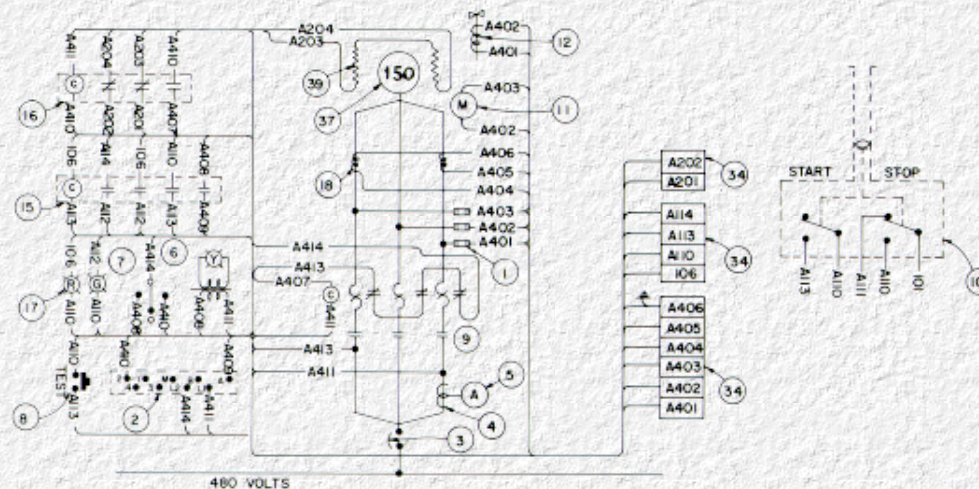 A204
A203
A402
A401
12
A411
A204
A203
A410
C
39
150
37
A403
M
11
A402
16
A410
A202
A201
A407
106
A114
106
A110
A408
C
15
A113
A112
A112
A113
A409
18
A406
A405
A404
A403
A402
A401
1
A202
A201
34
A114
A113
A110
106
34
A406
A405
A404
A403
A402
A401
34
START
STOP
A113
A110
A111
A110
101
10
106
A112
7
A414
6
Y
R
G
17
A110
A110
A408
A410
A408
A411
A414
A413
A407
C
A411
9
A413
A411
A
5
4
3
A110
TEST
8
A113
A410
A409
2
A414
A411
480 VOLTS